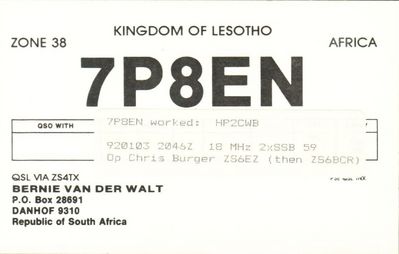 KINGDOM OF LESOTHO
ZONE 38
AFRICA
7P8EN
QSO WITH
7P8EN worked: HP2CWB
920103 2046Z 18 MHz 2xSSB 59
Op Chris Burger ZS6EZ (then ZS6BCR)
QSL VIA ZS4TX
BERNIE VAN DER WALT
P.O. Box 28691
DANHOF 9310
Republic of South Africa